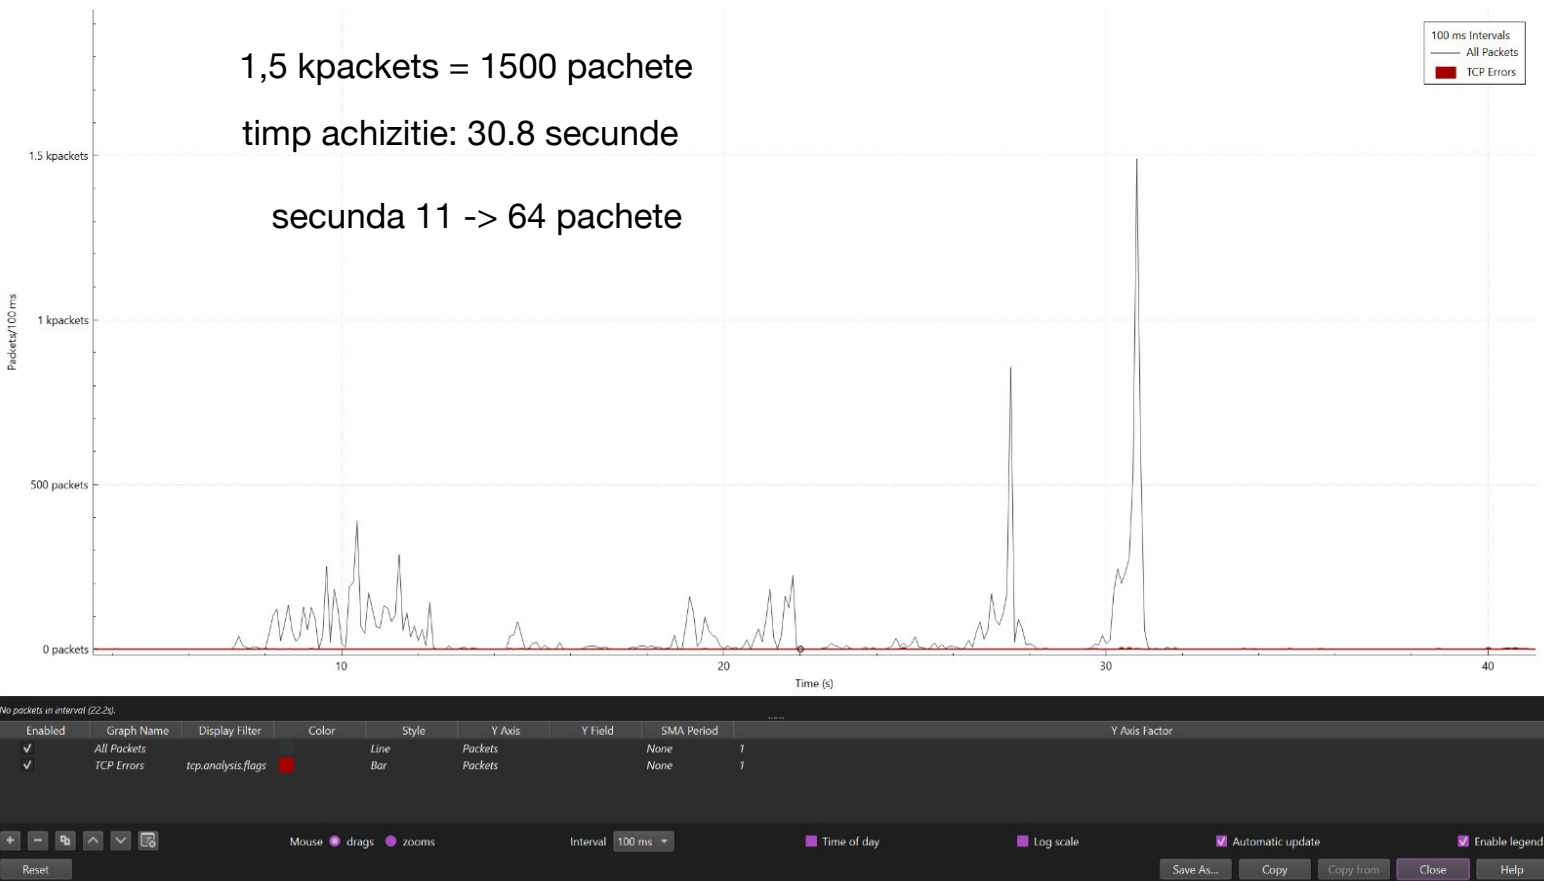 1,5 kpackets = 1500 pachete
timp achizitie: 30.8 secunde
secunda 11 -> 64 pachete
100 ms Intervals
All Packets
TCP Errors
1.5 kpackets
1 kpackets
500 packets
0 packets
Packets/100 ms
10 20 30 40
Time (s)
No packets in interval (22.2s).
Enabled Graph Name Display Filter Color Style Y Axis Y Field SMA Period Y Axis Factor
All Packets Line Packets None 1
TCP Errors tcp.analysis.flags Bar Packets None 1
Mouse drags zooms Interval 100 ms Time of day Log scale Automatic update Enable legend
Reset Save As... Copy Copy from Close Help